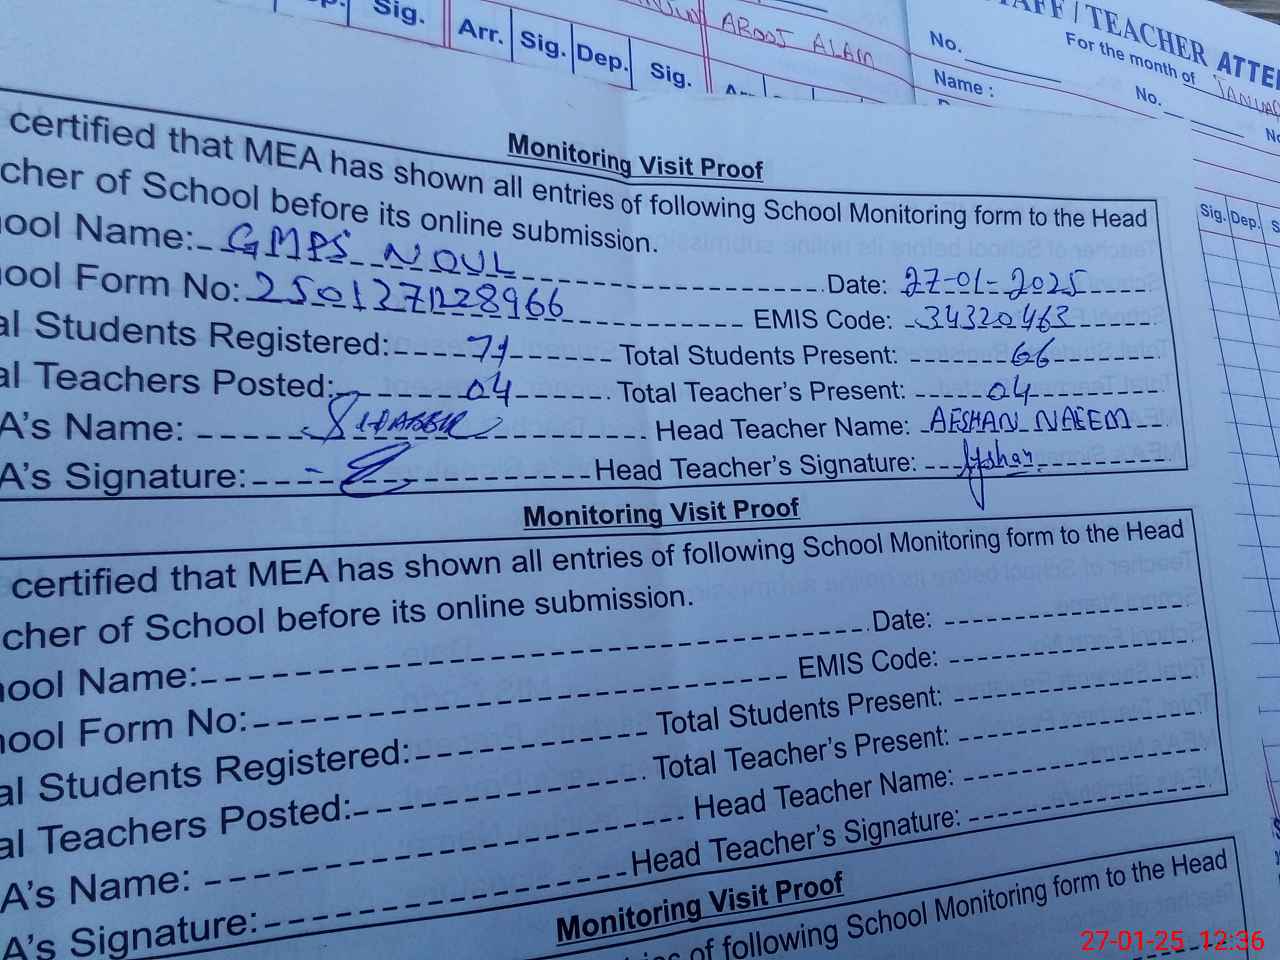 Sig. Arr. Sig. Dep. Sig.
AROOJ ALAM
STAFF / TEACHER ATTE
For the month of JANUAR
No. No.
Name :
Sig. Dep.
Monitoring Visit Proof
certified that MEA has shown all entries of following School Monitoring form to the Head
cher of School before its online submission.
ool Name: GMPS NOUL Date: 27-01-2025
ool Form No: EMIS Code: 34320463
al Students Registered: 71 Total Students Present: 66
al Teachers Posted: 04 Total Teacher's Present: 04
A's Name: Head Teacher Name: AFSHAN NAEEM
A's Signature: Head Teacher's Signature: Afshan
Monitoring Visit Proof
certified that MEA has shown all entries of following School Monitoring form to the Head
cher of School before its online submission.
ool Name: Date:
ool Form No: EMIS Code:
al Students Registered: Total Students Present:
al Teachers Posted: Total Teacher's Present:
A's Name: Head Teacher Name:
A's Signature: Head Teacher's Signature:
Monitoring Visit Proof
es of following School Monitoring form to the Head
27-01-25 12:36